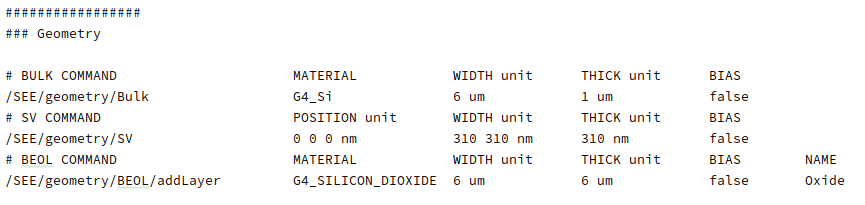 #################
### Geometry
# BULK COMMAND MATERIAL WIDTH unit THICK unit BIAS
/SEE/geometry/Bulk G4_Si 6 um 1 um false
# SV COMMAND POSITION unit WIDTH unit THICK unit BIAS
/SEE/geometry/SV 0 0 0 nm 310 310 nm 310 nm false
# BEOL COMMAND MATERIAL WIDTH unit THICK unit BIAS NAME
/SEE/geometry/BEOL/addLayer G4_SILICON_DIOXIDE 6 um 6 um false Oxide